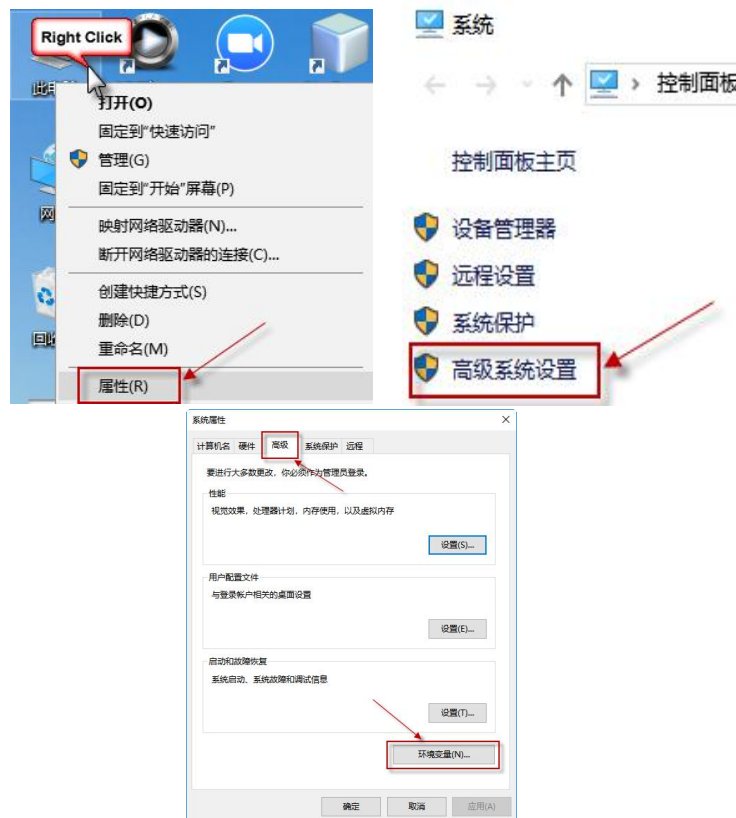 Right Click
打开(O)
固定到"快速访问"
管理(G)
固定到"开始"屏幕(P)
映射网络驱动器(N)...
断开网络驱动器的连接(C)...
创建快捷方式(S)
删除(D)
重命名(M)
属性(R)
系统
控制面板
控制面板主页
设备管理器
远程设置
系统保护
高级系统设置
系统属性
计算机名 硬件 高级 系统保护 远程
要进行大多数更改，你必须作为管理员登录。
性能
视觉效果，处理器计划，内存使用，以及虚拟内存
设置(S)...
用户配置文件
与登录帐户相关的桌面设置
设置(E)...
启动和故障恢复
系统启动、系统故障和调试信息
设置(T)...
环境变量(N)...
确定 取消 应用(A)